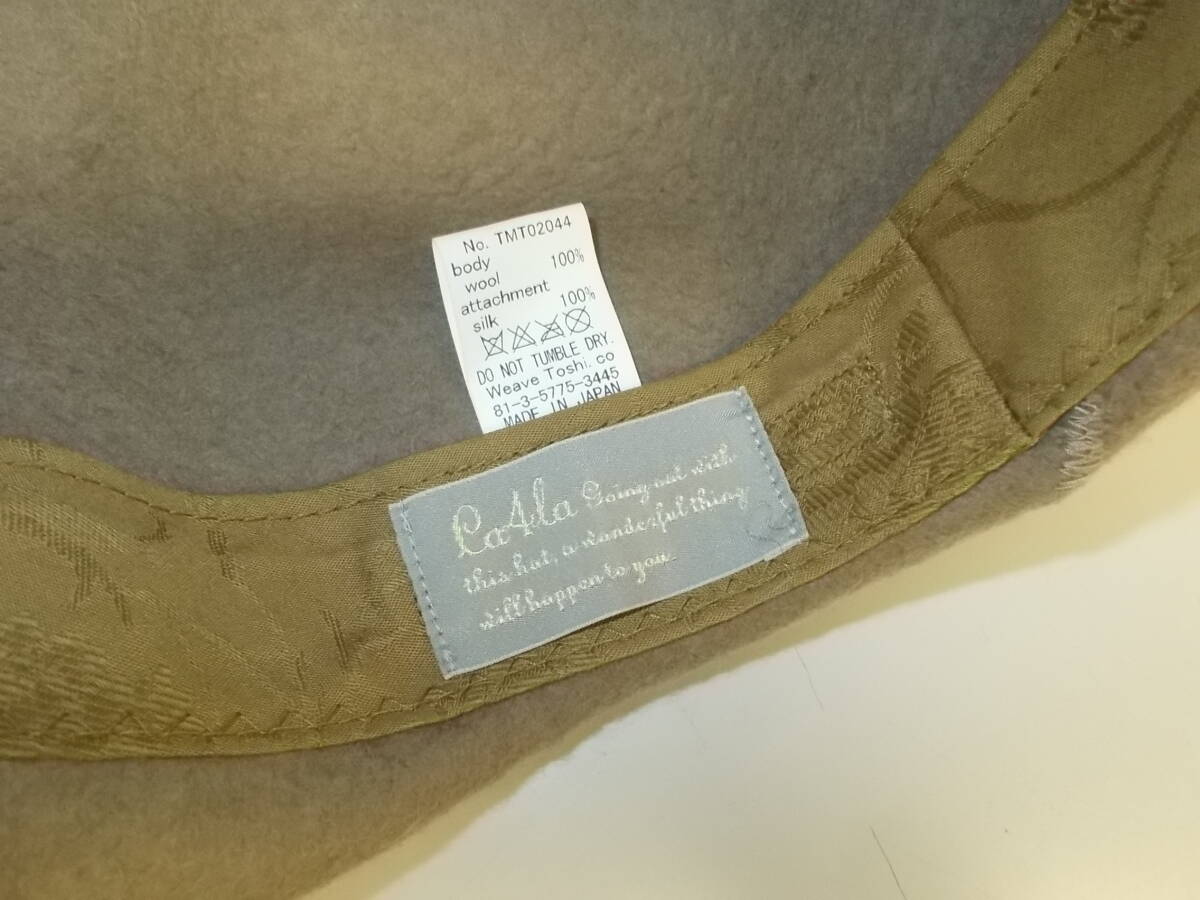 No. TMT02044
body
wool 100%
attachment
silk 100%
DO NOT TUMBLE DRY.
Weave Toshi. co
81-3-5775-3445
MADE IN JAPAN
Ca4la Going out with
this hat, a wonderful thing
will happen to you.